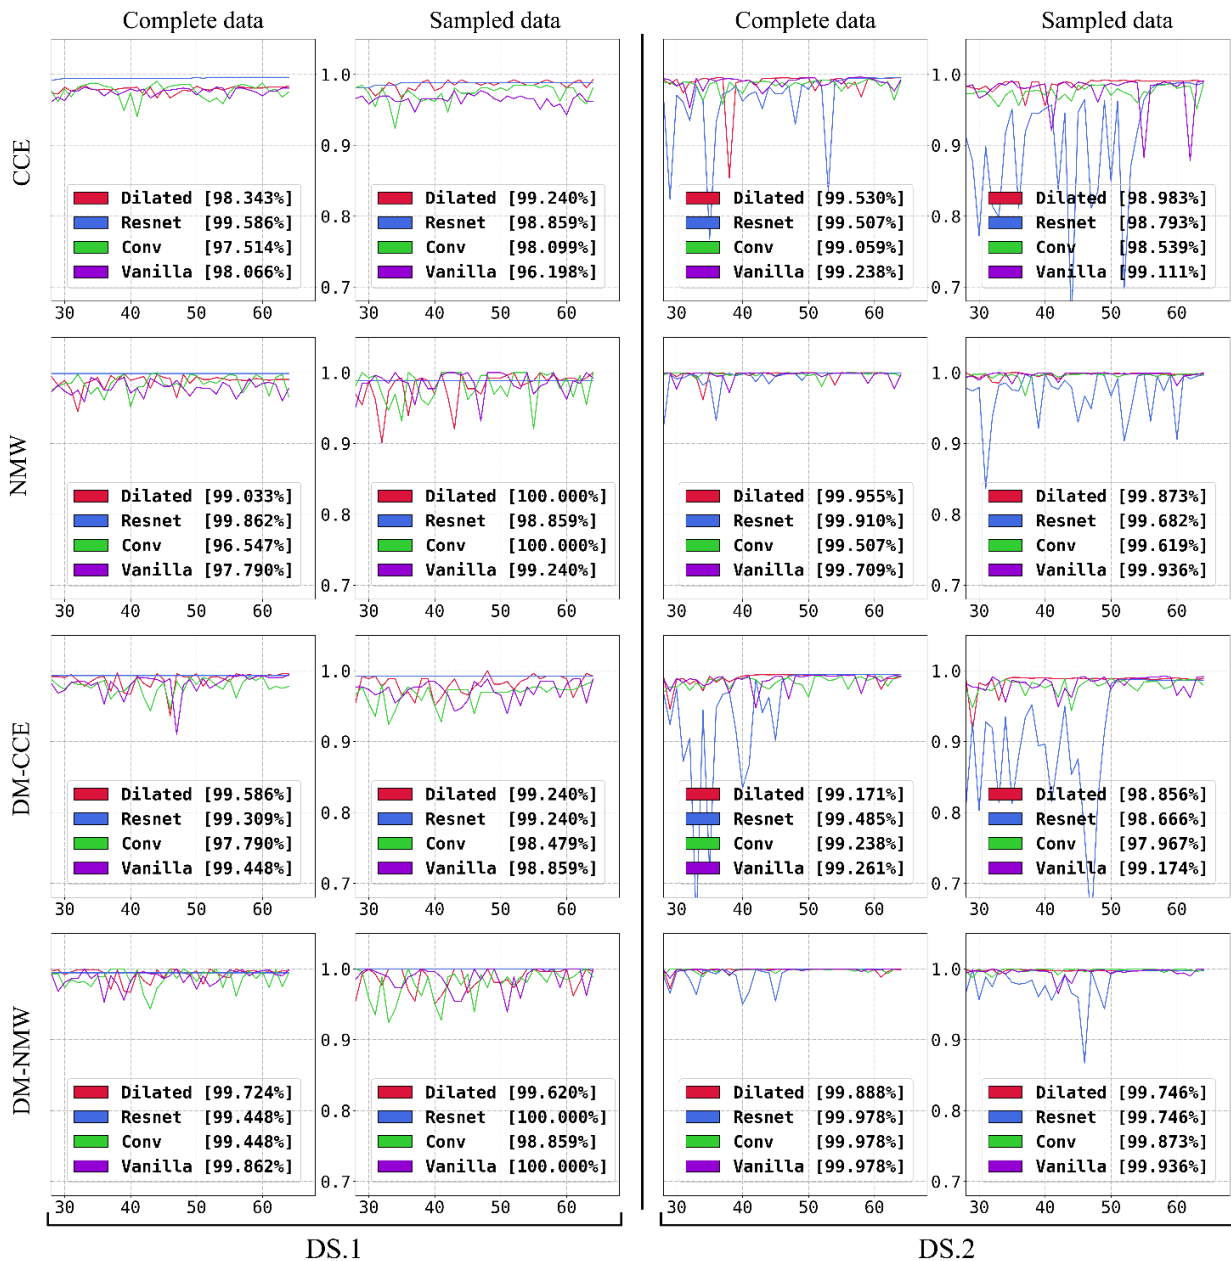 Complete data
Sampled data
Complete data
Sampled data
CCE
1.0
0.9
0.8
0.7
Dilated [98.343%]
Resnet [99.586%]
Conv [97.514%]
Vanilla [98.066%]
30 40 50 60
Dilated [99.240%]
Resnet [98.859%]
Conv [98.099%]
Vanilla [96.198%]
30 40 50 60
1.0
0.9
0.8
0.7
Dilated [99.530%]
Resnet [99.507%]
Conv [99.059%]
Vanilla [99.238%]
30 40 50 60
Dilated [98.983%]
Resnet [98.793%]
Conv [98.539%]
Vanilla [99.111%]
30 40 50 60
NMW
1.0
0.9
0.8
0.7
Dilated [99.033%]
Resnet [99.862%]
Conv [96.547%]
Vanilla [97.790%]
30 40 50 60
Dilated [100.000%]
Resnet [98.859%]
Conv [100.000%]
Vanilla [99.240%]
30 40 50 60
1.0
0.9
0.8
0.7
Dilated [99.955%]
Resnet [99.910%]
Conv [99.507%]
Vanilla [99.709%]
30 40 50 60
Dilated [99.873%]
Resnet [99.682%]
Conv [99.619%]
Vanilla [99.936%]
30 40 50 60
DM-CCE
1.0
0.9
0.8
0.7
Dilated [99.586%]
Resnet [99.309%]
Conv [97.790%]
Vanilla [99.448%]
30 40 50 60
Dilated [99.240%]
Resnet [99.240%]
Conv [98.479%]
Vanilla [98.859%]
30 40 50 60
1.0
0.9
0.8
0.7
Dilated [99.171%]
Resnet [99.485%]
Conv [99.238%]
Vanilla [99.261%]
30 40 50 60
Dilated [98.856%]
Resnet [98.666%]
Conv [97.967%]
Vanilla [99.174%]
30 40 50 60
DM-NMW
1.0
0.9
0.8
0.7
Dilated [99.724%]
Resnet [99.448%]
Conv [99.448%]
Vanilla [99.862%]
30 40 50 60
Dilated [99.620%]
Resnet [100.000%]
Conv [98.859%]
Vanilla [100.000%]
30 40 50 60
1.0
0.9
0.8
0.7
Dilated [99.888%]
Resnet [99.978%]
Conv [99.978%]
Vanilla [99.978%]
30 40 50 60
Dilated [99.746%]
Resnet [99.746%]
Conv [99.873%]
Vanilla [99.936%]
30 40 50 60
DS.1
DS.2